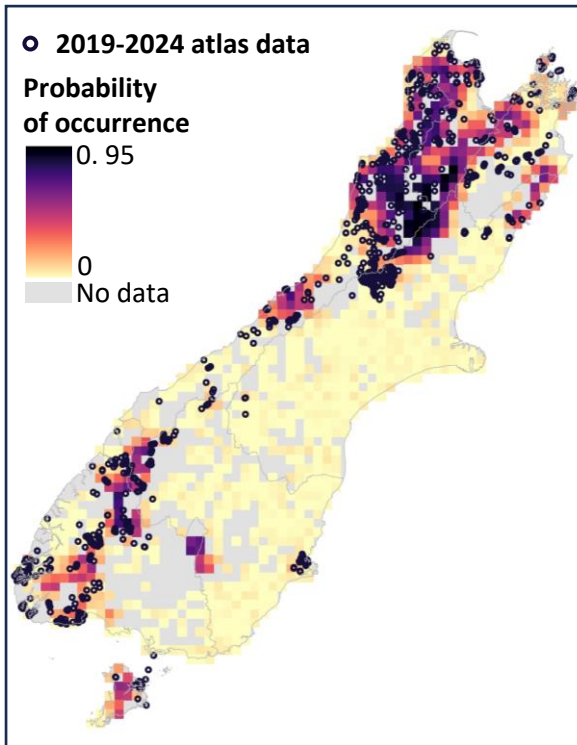 2019-2024 atlas data
Probability
of occurrence
0. 95
0
No data